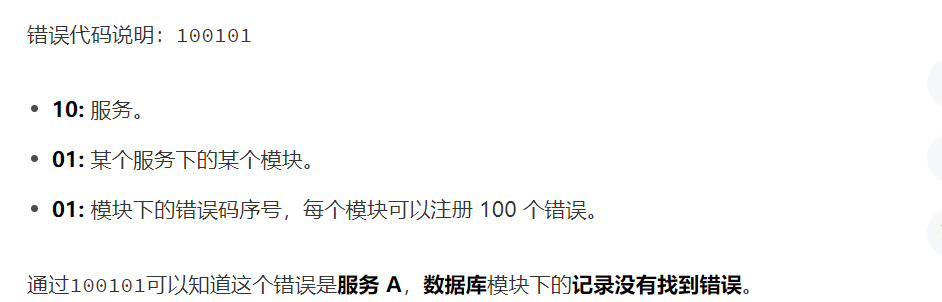 错误代码说明：100101
• 10: 服务。
• 01: 某个服务下的某个模块。
• 01: 模块下的错误码序号，每个模块可以注册 100 个错误。
通过100101可以知道这个错误是服务 A，数据库模块下的记录没有找到错误。